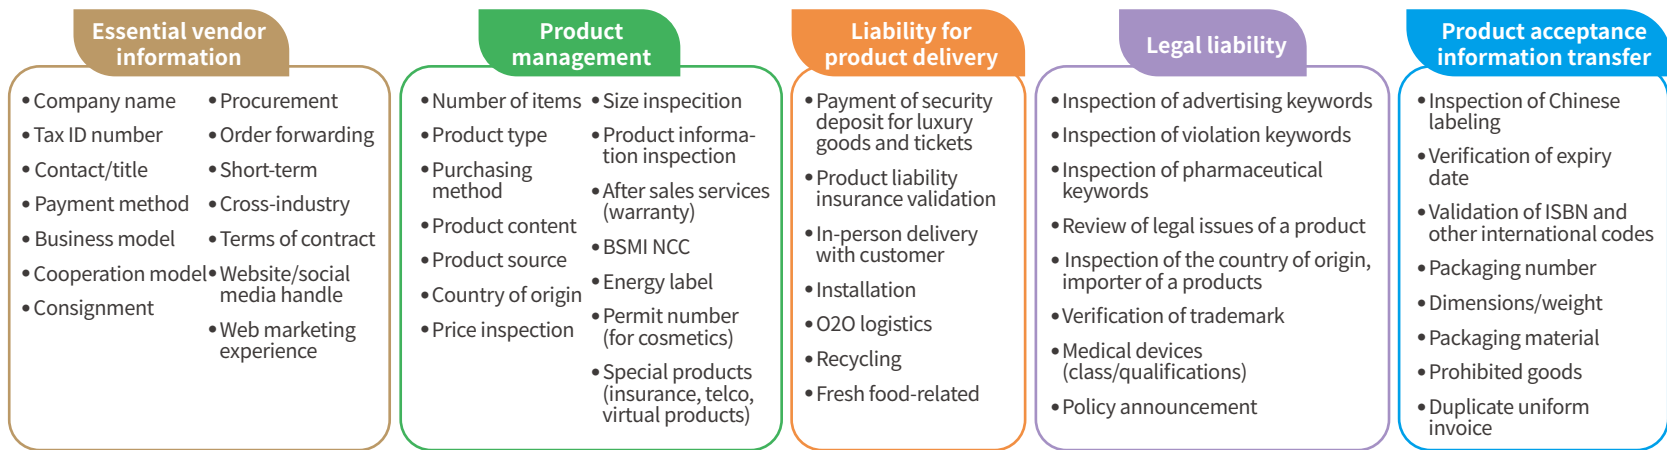 Essential vendor
information
• Company name
• Tax ID number
• Contact/title
• Payment method
• Business model
• Cooperation model
• Consignment
• Procurement
• Order forwarding
• Short-term
• Cross-industry
• Terms of contract
• Website/social
media handle
• Web marketing
experience
Product
management
• Number of items
• Product type
• Purchasing
method
• Product content
• Product source
• Country of origin
• Price inspection
• Size inspecition
• Product informa-
tion inspection
• After sales services
(warranty)
• BSMI NCC
• Energy label
• Permit number
(for cosmetics)
• Special products
(insurance, telco,
virtual products)
Liability for
product delivery
• Payment of security
deposit for luxury
goods and tickets
• Product liability
insurance validation
• In-person delivery
with customer
• Installation
• O2O logistics
• Recycling
• Fresh food-related
Legal liability
• Inspection of advertising keywords
• Inspection of violation keywords
• Inspection of pharmaceutical
keywords
• Review of legal issues of a product
• Inspection of the country of origin,
importer of a products
• Verification of trademark
• Medical devices
(class/qualifications)
• Policy announcement
Product acceptance
information transfer
• Inspection of Chinese
labeling
• Verification of expiry
date
• Validation of ISBN and
other international codes
• Packaging number
• Dimensions/weight
• Packaging material
• Prohibited goods
• Duplicate uniform
invoice